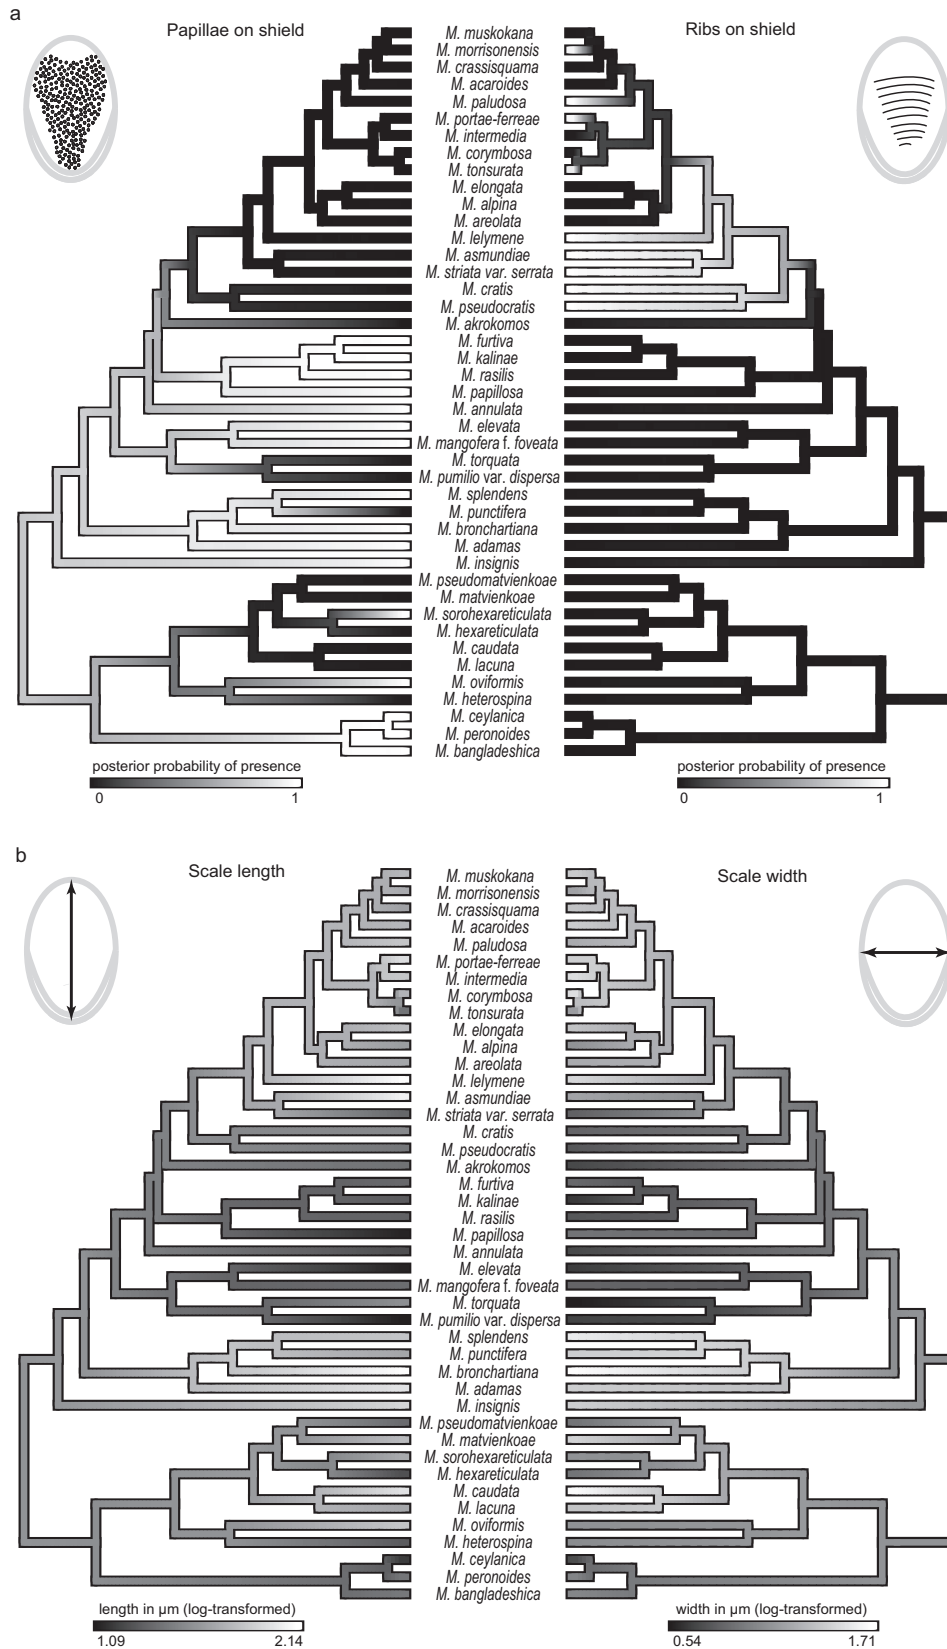 a
Papillae on shield
Ribs on shield
M. muskokana
M. morrisonensis
M. crassisquama
M. acaroides
M. paludosa
M. portae-ferreae
M. intermedia
M. corymbosa
M. tonsurata
M. elongata
M. alpina
M. areolata
M. lelymene
M. asmundiae
M. striata var. serrata
M. cratis
M. pseudocratis
M. akrokomos
M. furtiva
M. kalinae
M. rasilis
M. papillosa
M. annulata
M. elevata
M. mangofera f. foveata
M. torquata
M. pumilio var. dispersa
M. splendens
M. punctifera
M. bronchartiana
M. adamas
M. insignis
M. pseudomatvienkoae
M. matvienkoae
M. sorohexareticulata
M. hexareticulata
M. caudata
M. lacuna
M. oviformis
M. heterospina
M. ceylanica
M. peronoides
M. bangladeshica
posterior probability of presence
0 1
posterior probability of presence
0 1
b
Scale length
Scale width
M. muskokana
M. morrisonensis
M. crassisquama
M. acaroides
M. paludosa
M. portae-ferreae
M. intermedia
M. corymbosa
M. tonsurata
M. elongata
M. alpina
M. areolata
M. lelymene
M. asmundiae
M. striata var. serrata
M. cratis
M. pseudocratis
M. akrokomos
M. furtiva
M. kalinae
M. rasilis
M. papillosa
M. annulata
M. elevata
M. mangofera f. foveata
M. torquata
M. pumilio var. dispersa
M. splendens
M. punctifera
M. bronchartiana
M. adamas
M. insignis
M. pseudomatvienkoae
M. matvienkoae
M. sorohexareticulata
M. hexareticulata
M. caudata
M. lacuna
M. oviformis
M. heterospina
M. ceylanica
M. peronoides
M. bangladeshica
length in µm (log-transformed)
1.09 2.14
width in µm (log-transformed)
0.54 1.71